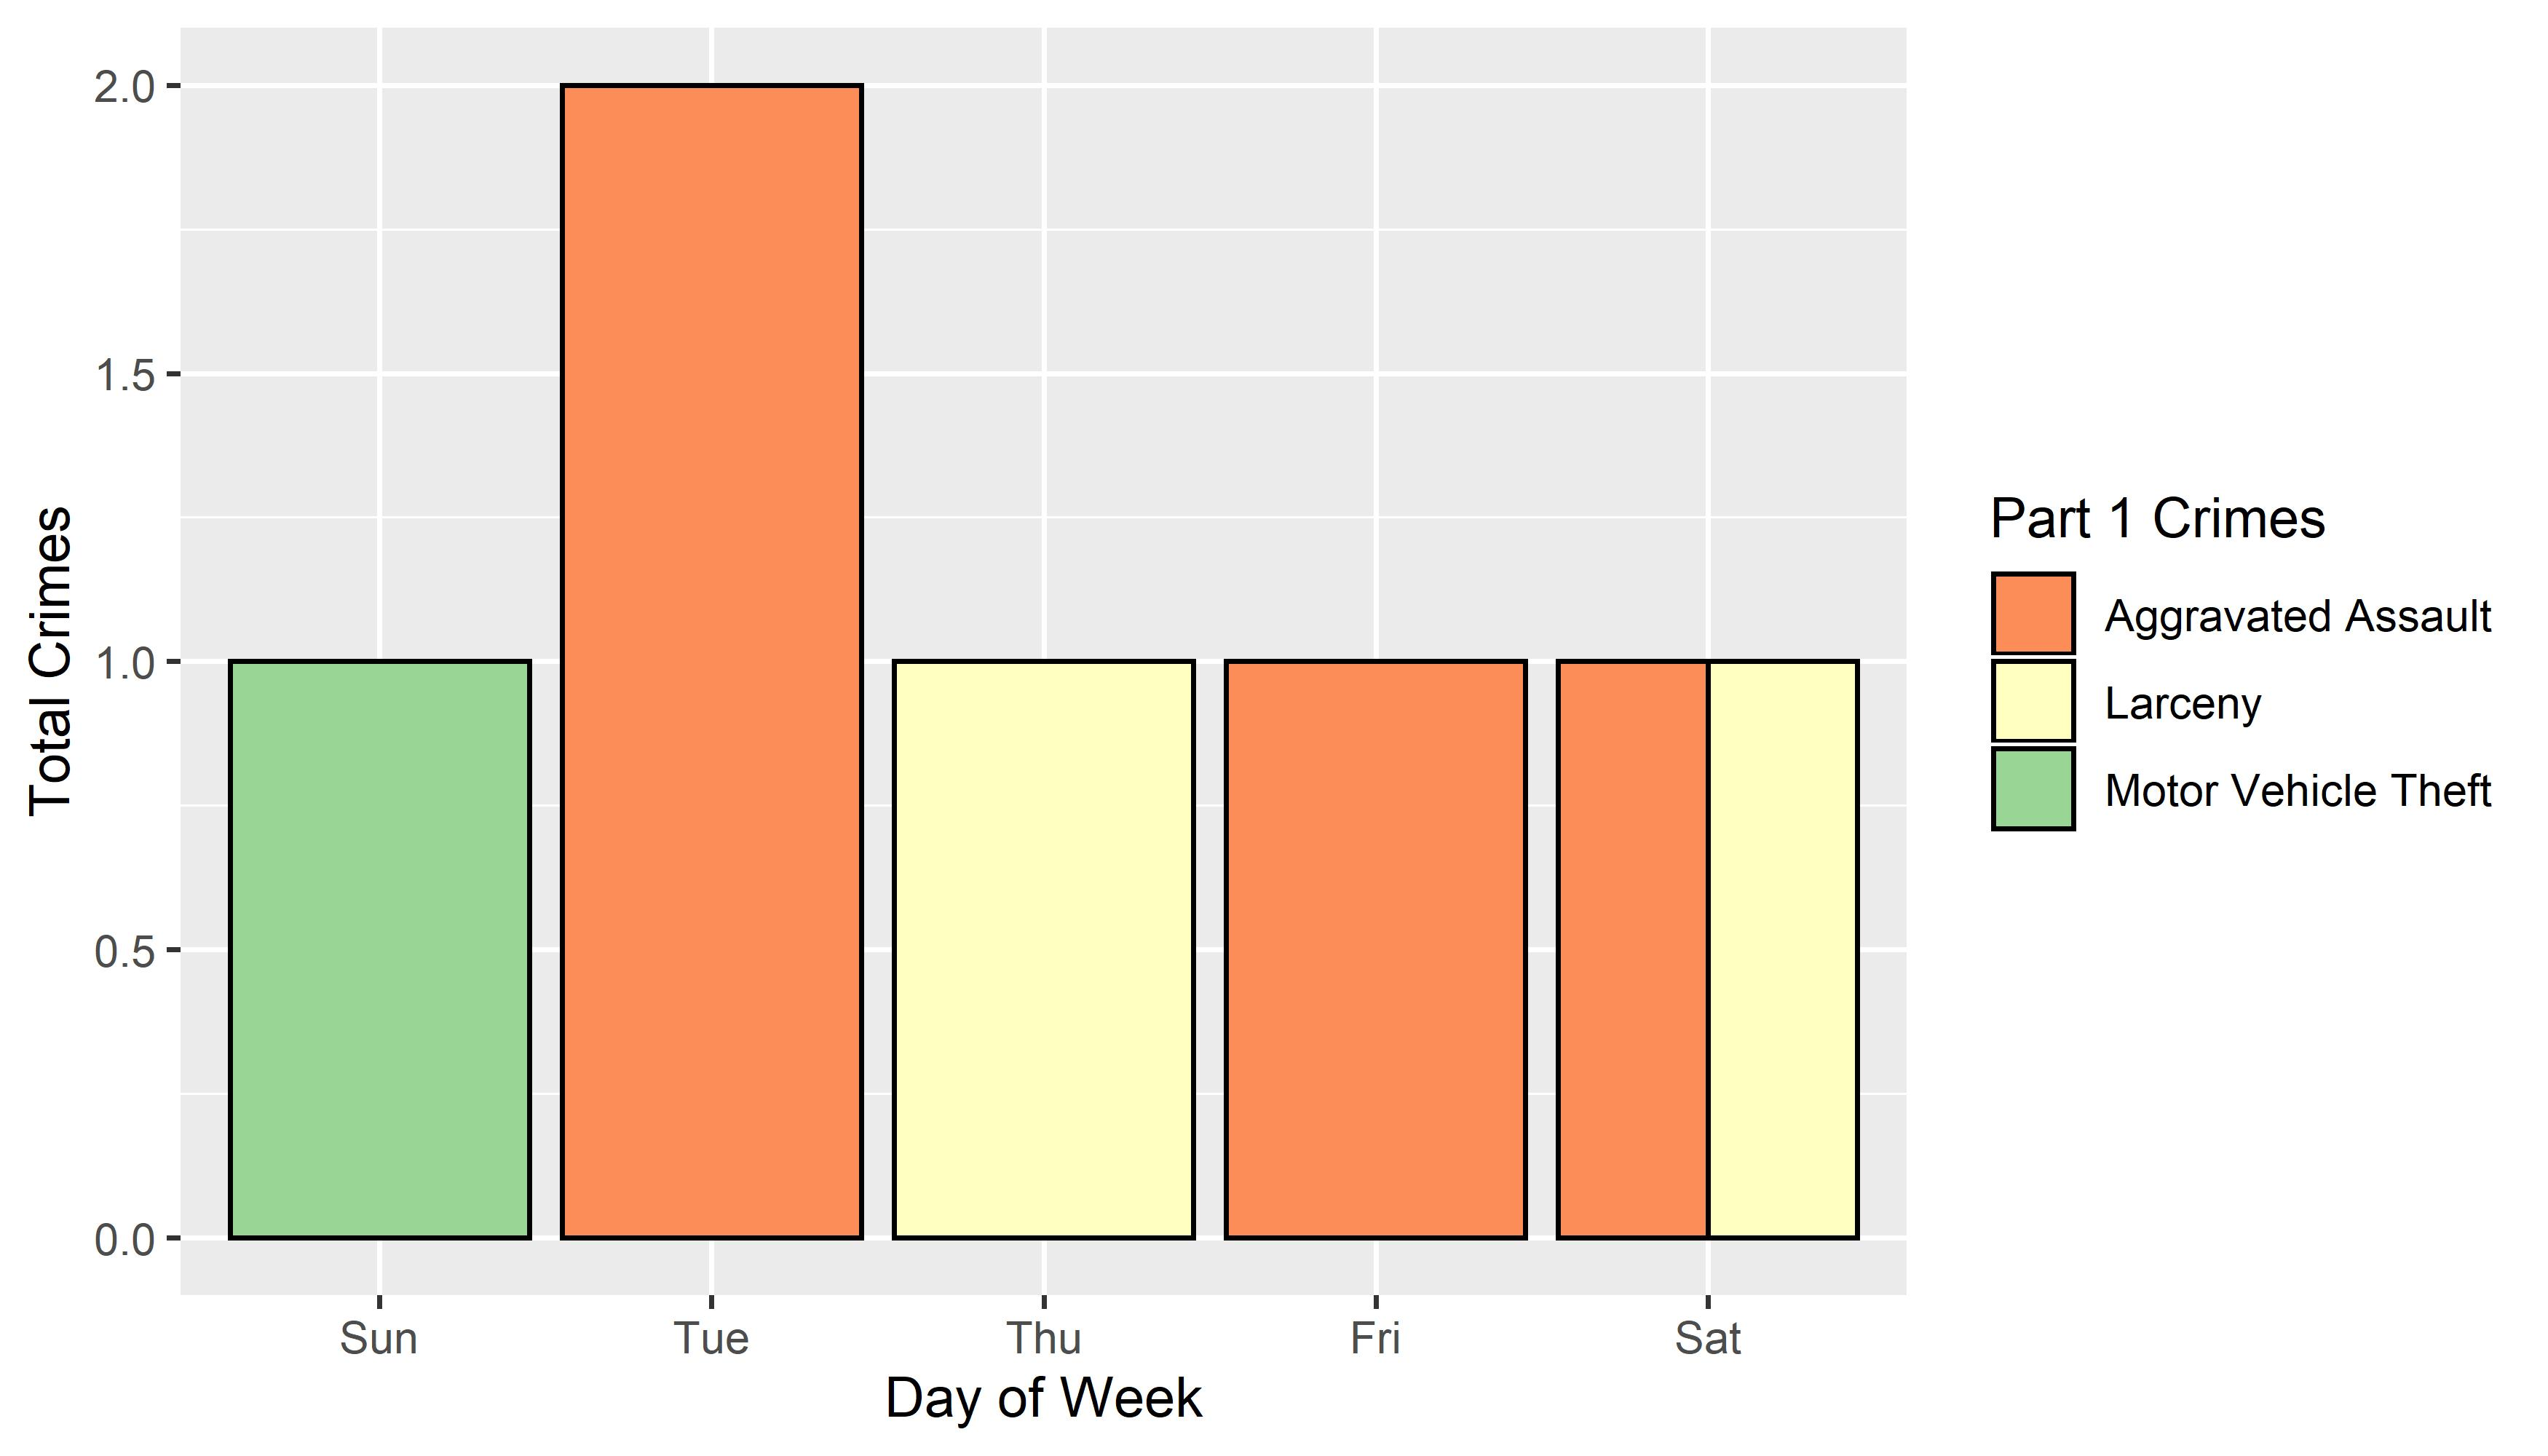 2.0
1.5
1.0
0.5
0.0
Total Crimes
Sun Tue Thu Fri Sat
Day of Week
Part 1 Crimes
Aggravated Assault
Larceny
Motor Vehicle Theft